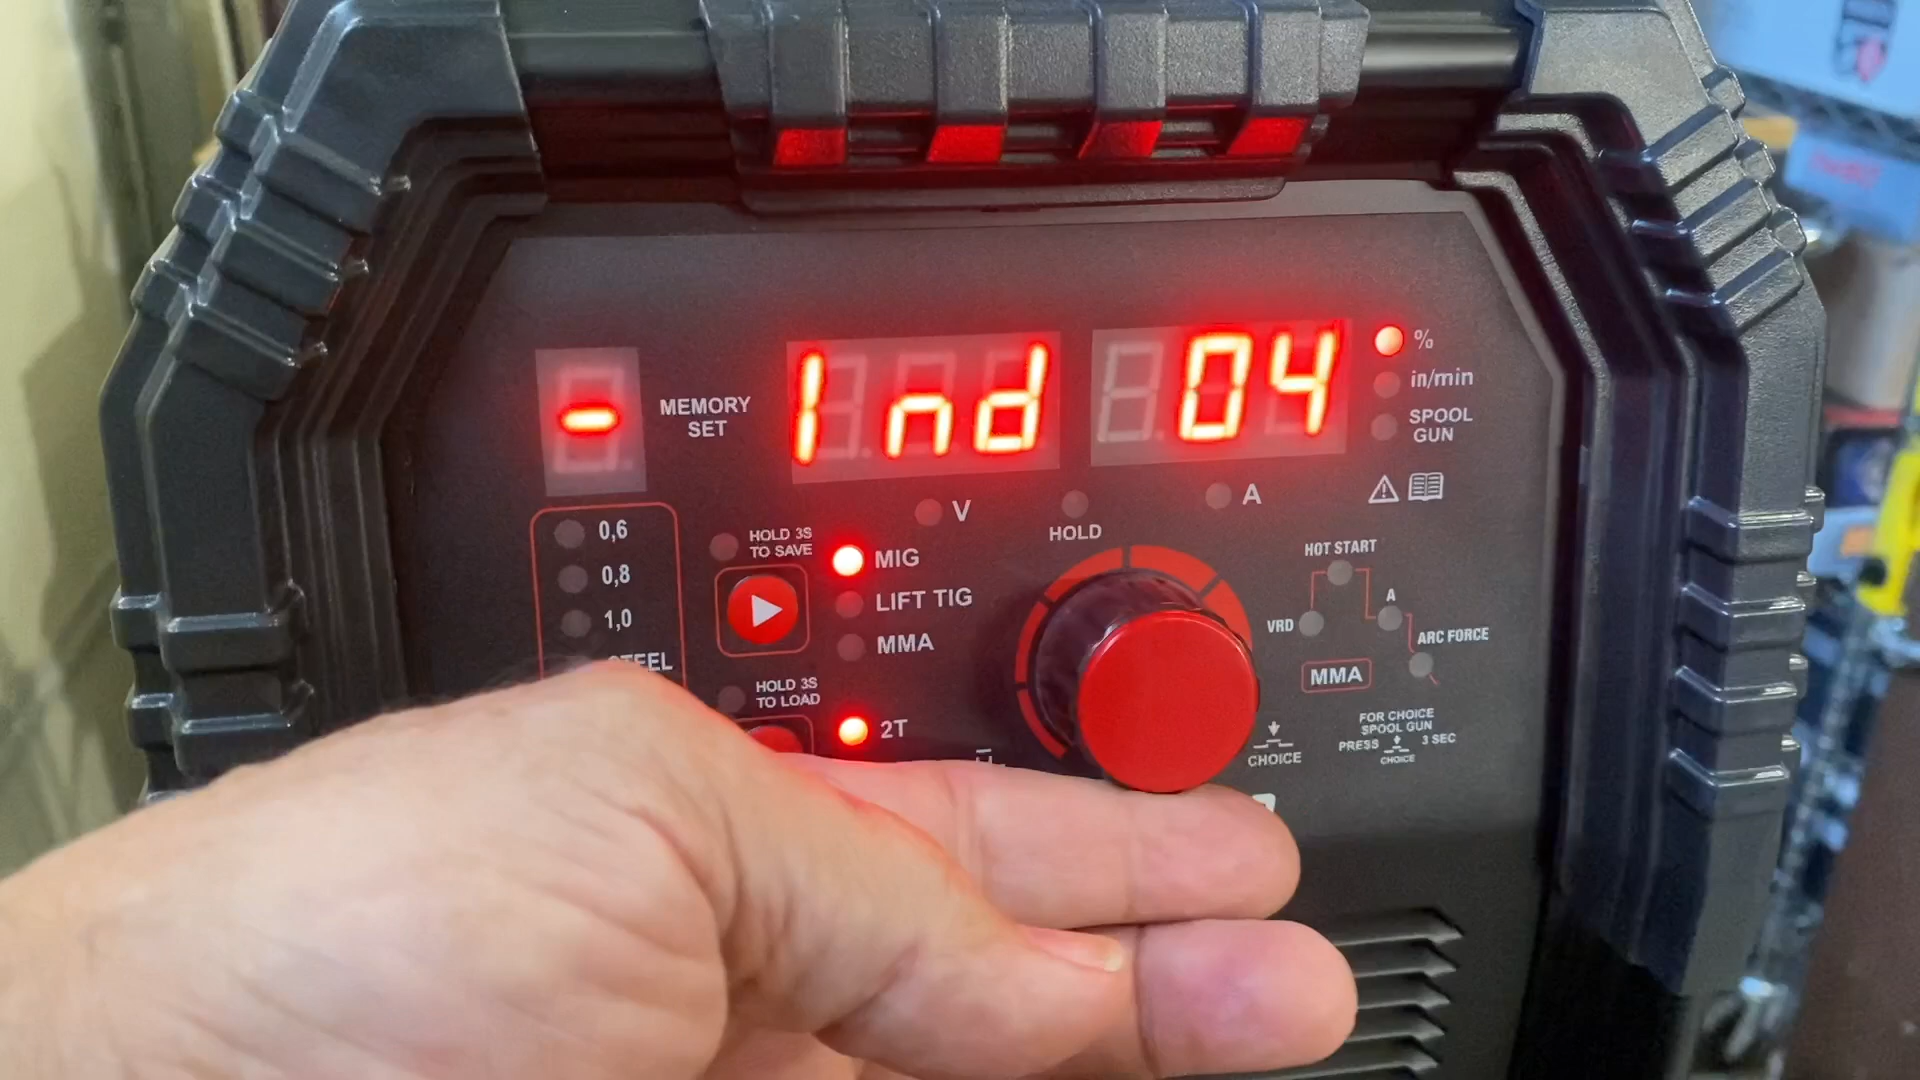 -
MEMORY
SET
Ind
04
%
in/min
SPOOL
GUN
V
HOLD
A
0,6
0,8
1,0
STEEL
HOLD 3S
TO SAVE
MIG
LIFT TIG
MMA
HOLD 3S
TO LOAD
2T
HOT START
VRD
A
ARC FORCE
MMA
CHOICE
FOR CHOICE
SPOOL GUN
PRESS 3 SEC
CHOICE